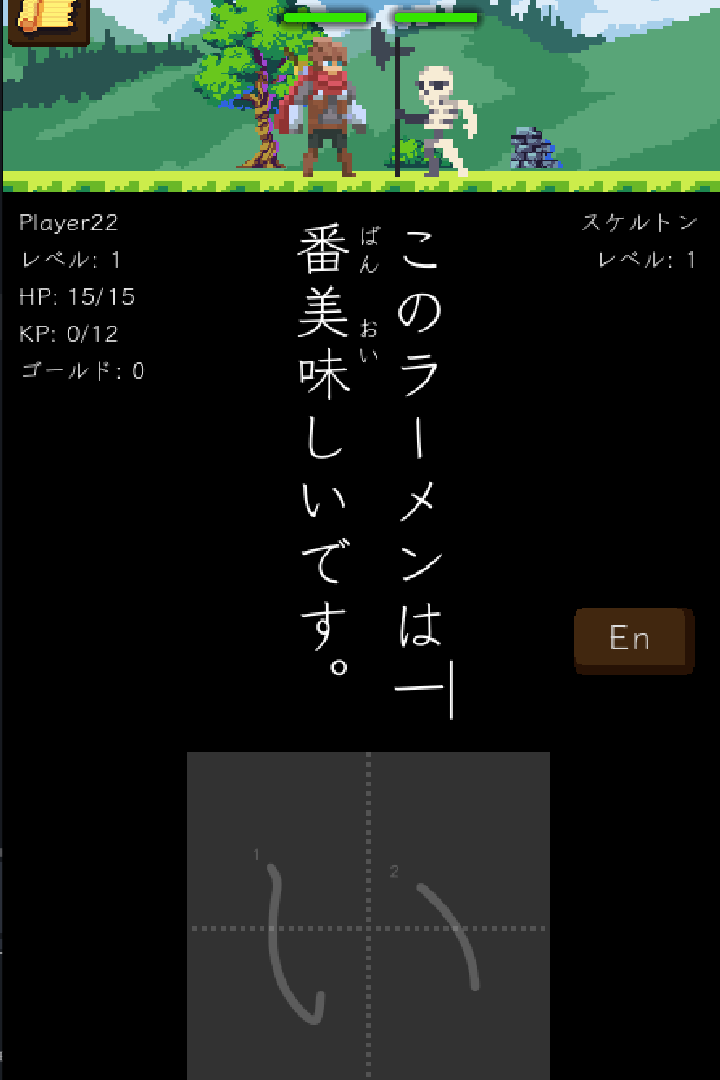 Player22
レベル: 1
HP: 15/15
KP: 0/12
ゴールド: 0
スケルトン
レベル: 1
このラーメンは一
番美味しいです。
ばん
おい
En
1
2